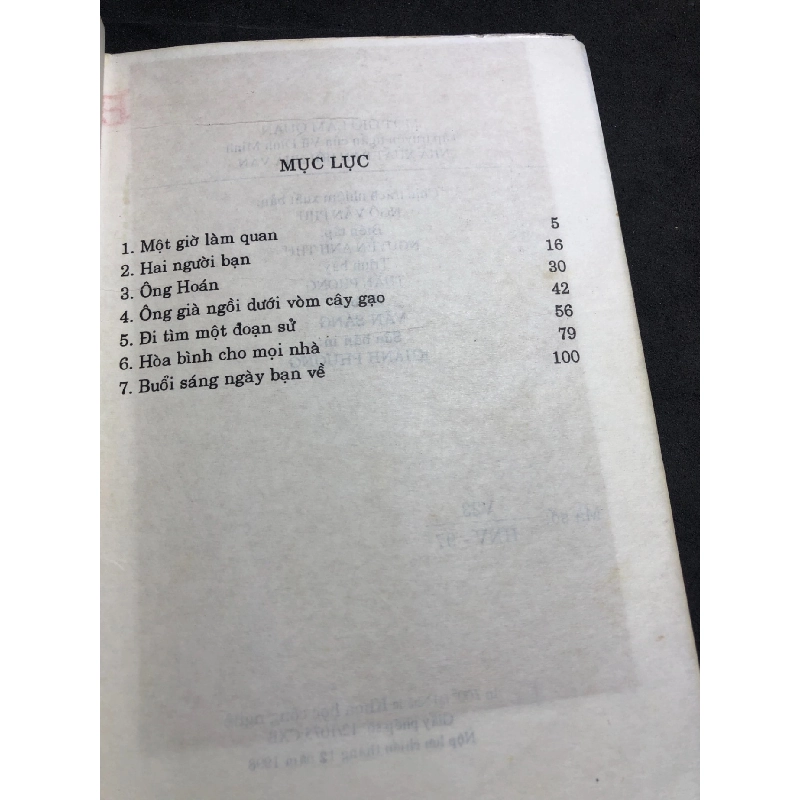 MỤC LỤC
1. Một giờ làm quan 5
2. Hai người bạn 16
3. Ông Hoán 30
4. Ông già ngồi dưới vòm cây gạo 42
5. Đi tìm một đoạn sử 56
6. Hòa bình cho mọi nhà 79
7. Buổi sáng ngày bạn về 100